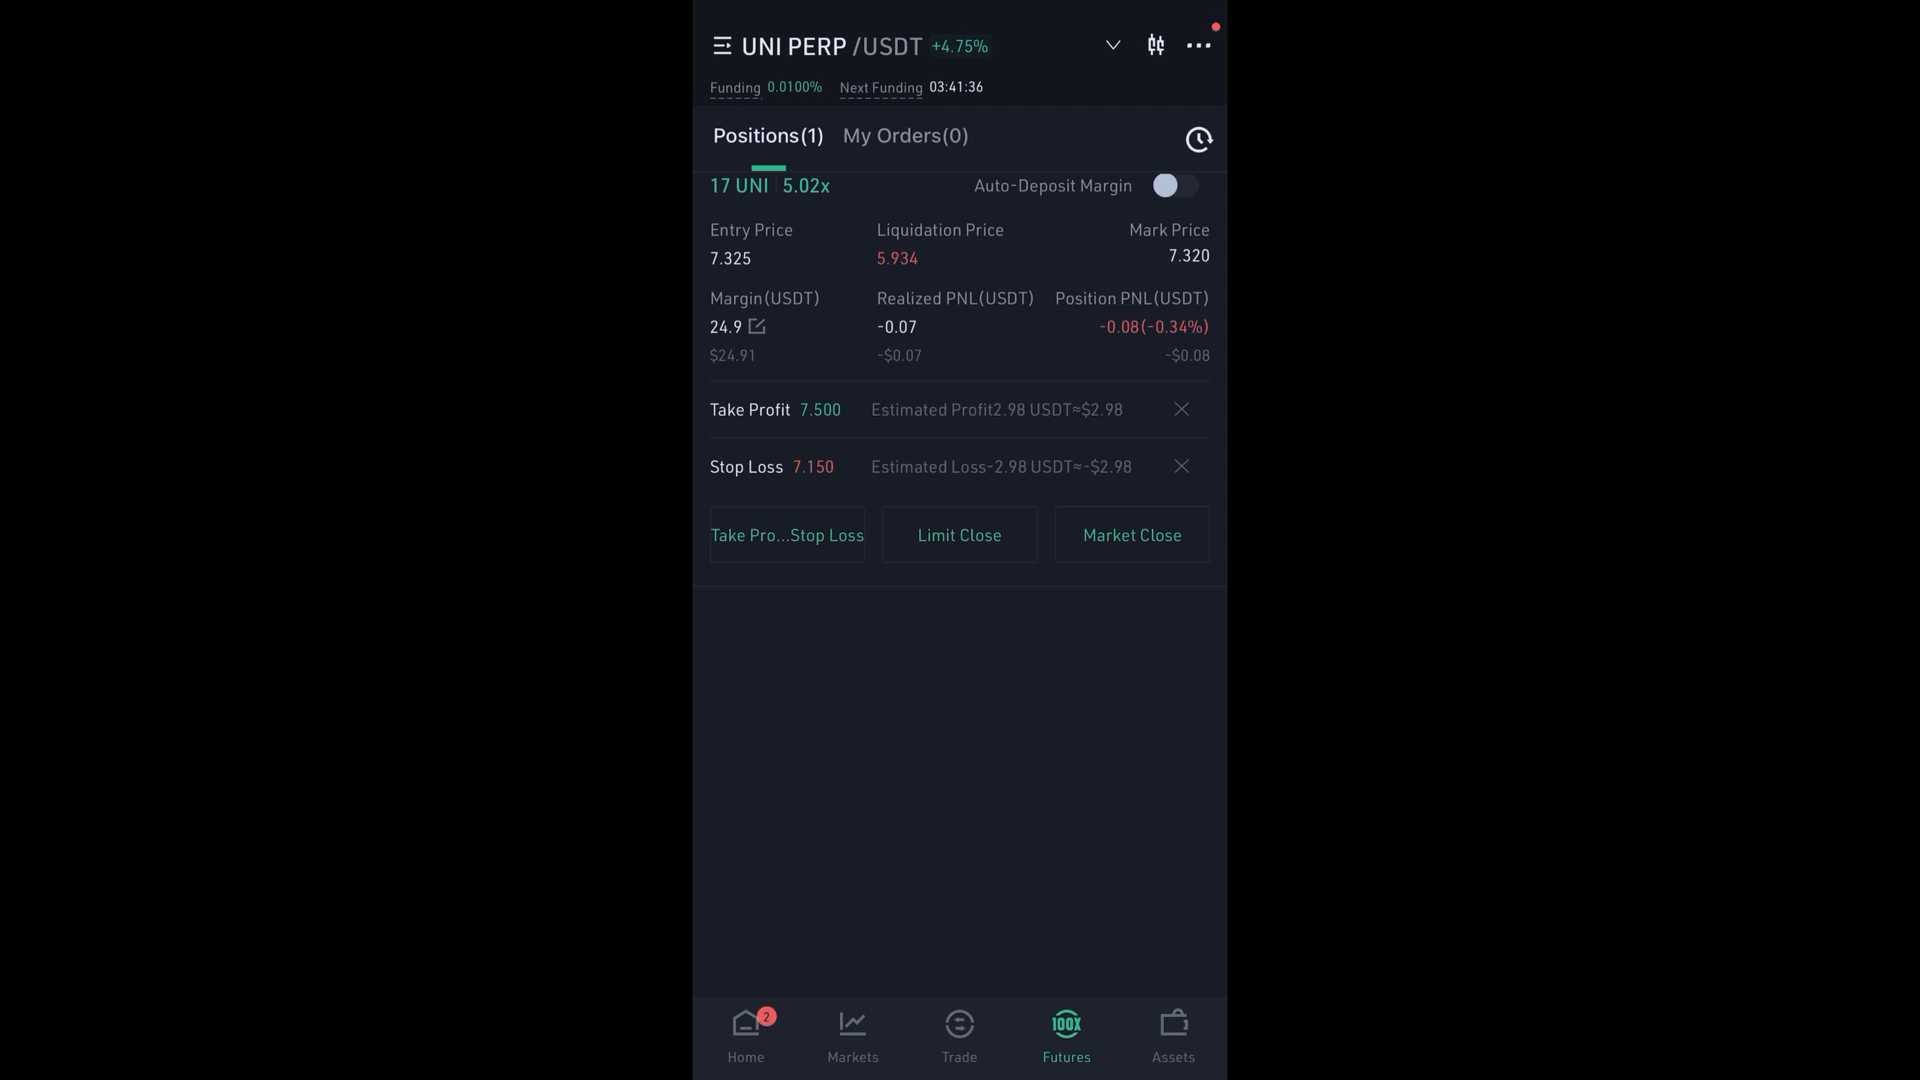 UNI PERP /USDT +4.75%
Funding 0.0100% Next Funding 03:41:36
Positions(1) My Orders(0)
17 UNI 5.02x Auto-Deposit Margin
Entry Price Liquidation Price Mark Price
7.325 5.934 7.320
Margin(USDT) Realized PNL(USDT) Position PNL(USDT)
24.9 -0.07 -0.08(-0.34%)
$24.91 -$0.07 -$0.08
Take Profit 7.500 Estimated Profit2.98 USDT≈$2.98
Stop Loss 7.150 Estimated Loss-2.98 USDT≈-$2.98
Take Pro...Stop Loss Limit Close Market Close
2 100X
Home Markets Trade Futures Assets